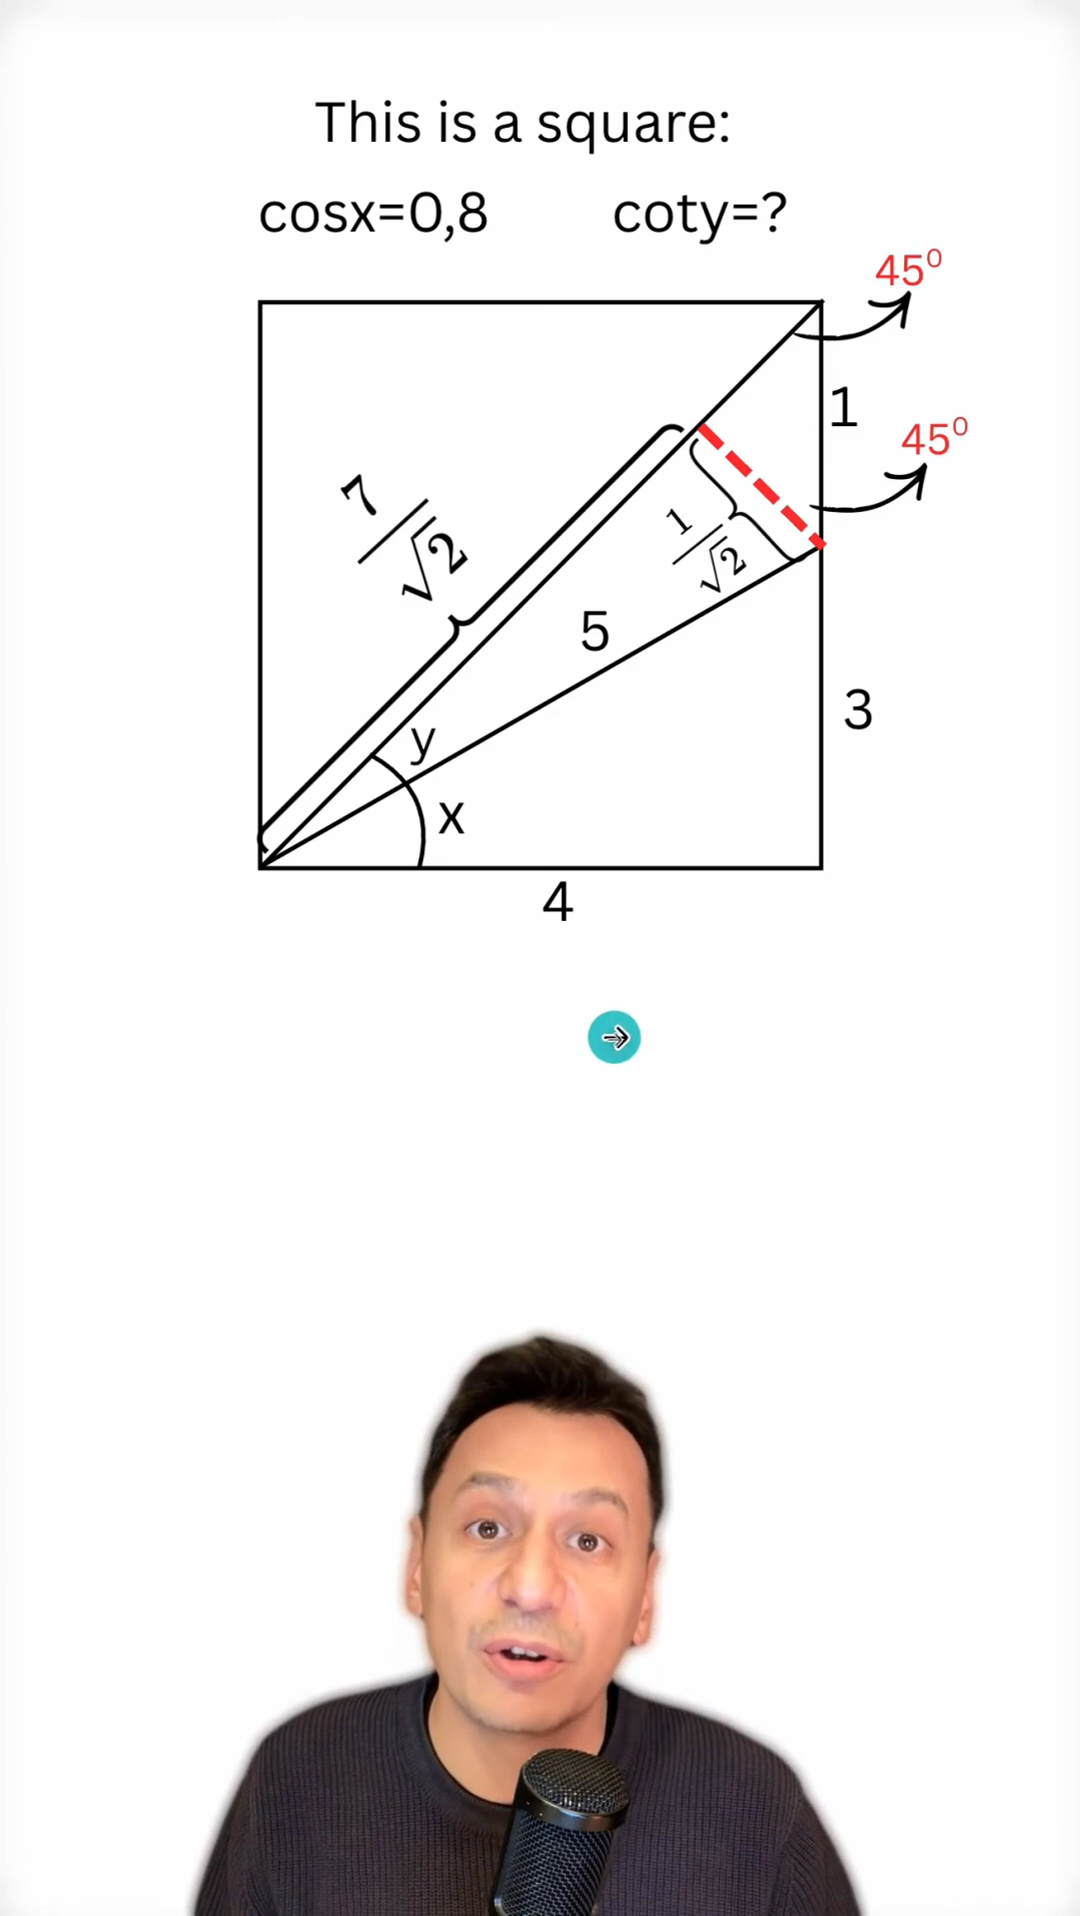 This is a square:
cosx=0,8 coty=?
45⁰
1
45⁰
7/√2
1/√2
5
3
y
x
4